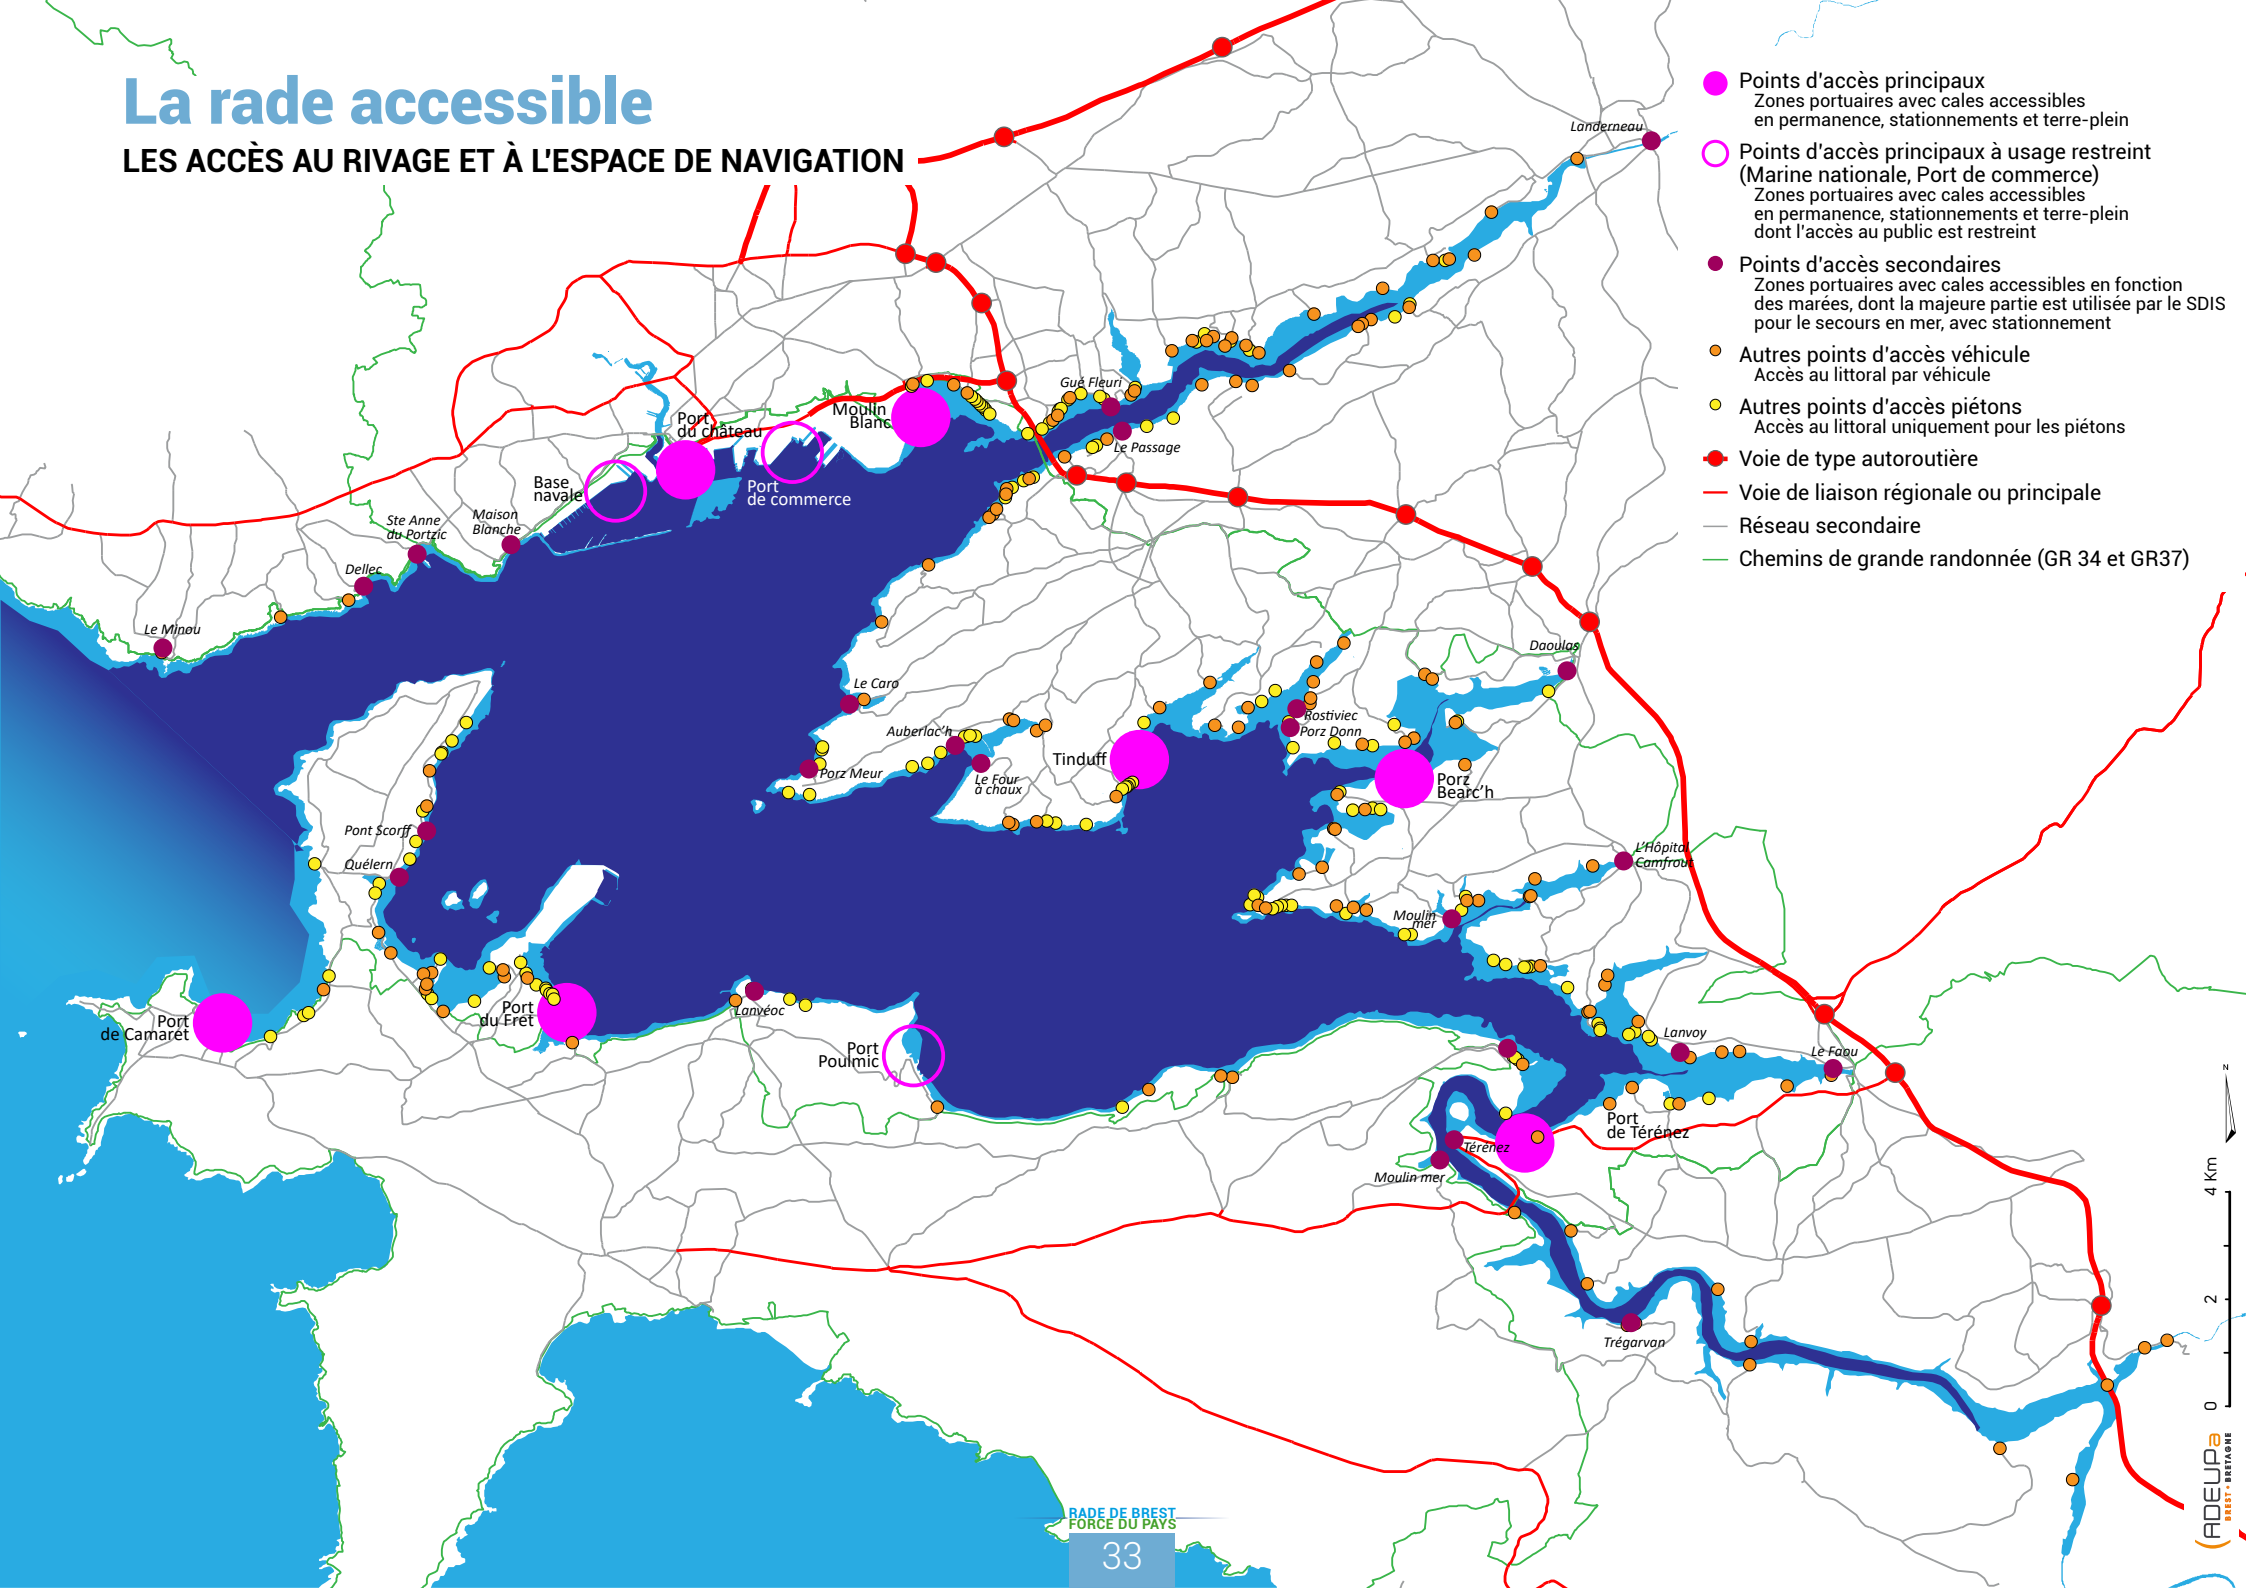 La rade accessible
LES ACCÈS AU RIVAGE ET À L'ESPACE DE NAVIGATION
Points d'accès principaux
Zones portuaires avec cales accessibles
en permanence, stationnements et terre-plein
Points d'accès principaux à usage restreint
(Marine nationale, Port de commerce)
Zones portuaires avec cales accessibles
en permanence, stationnements et terre-plein
dont l'accès au public est restreint
Points d'accès secondaires
Zones portuaires avec cales accessibles en fonction
des marées, dont la majeure partie est utilisée par le SDIS
pour le secours en mer, avec stationnement
Autres points d'accès véhicule
Accès au littoral par véhicule
Autres points d'accès piétons
Accès au littoral uniquement pour les piétons
Voie de type autoroutière
Voie de liaison régionale ou principale
Réseau secondaire
Chemins de grande randonnée (GR 34 et GR37)
Landerneau
Gué Fleuri
Le Passage
Moulin
Blanc
Port
du château
Port
de commerce
Base
navale
Maison
Blanche
Ste Anne
du Portzic
Dellec
Le Minou
Daoulas
Le Caro
Auberlac'h
Rostiviec
Porz Donn
Tinduff
Porz Meur
Le Four
à chaux
Porz
Bearc'h
Pont Scorff
Quélern
L'Hôpital
Camfrout
Moulin
mer
Port
de Camaret
Port
du Fret
Lanvéoc
Port
Poulmic
Lanvoy
Le Faou
Port
de Térénez
Térénez
Moulin mer
Trégarvan
N
4 Km
2
0
ADEUPa
BREST • BRETAGNE
RADE DE BREST
FORCE DU PAYS
33